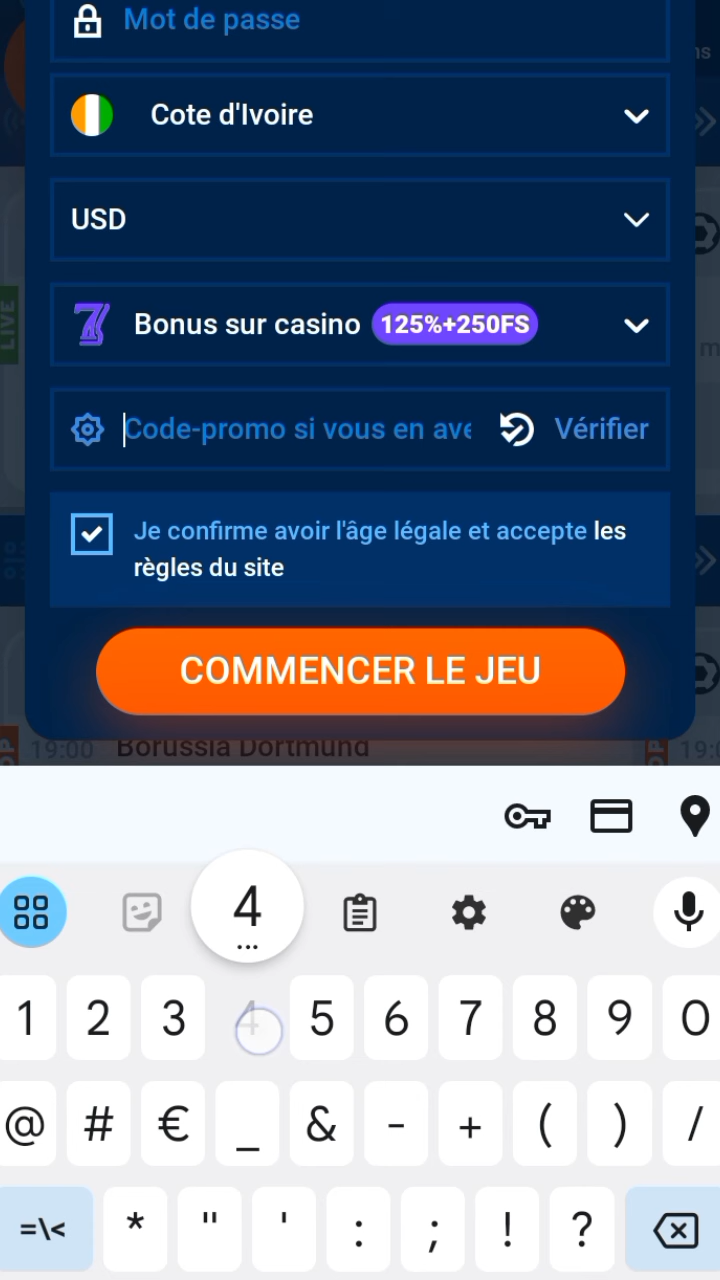 Mot de passe
Cote d'Ivoire
USD
Bonus sur casino 125%+250FS
Code-promo si vous en ave Vérifier
Je confirme avoir l'âge légale et accepte les
règles du site
COMMENCER LE JEU
19:00 Borussia Dortmund 19:
LIVE
4
...
1 2 3 4 5 6 7 8 9 0
@ # € _ & - + ( ) /
=\< * " ' : ; ! ?